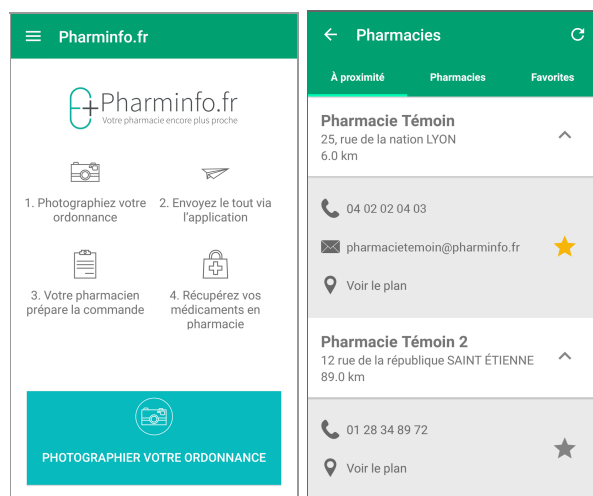 Pharminfo.fr
Pharminfo.fr
Votre pharmacie encore plus proche
1. Photographiez votre
ordonnance
2. Envoyez le tout via
l'application
3. Votre pharmacien
prépare la commande
4. Récupérez vos
médicaments en
pharmacie
PHOTOGRAPHIER VOTRE ORDONNANCE
Pharmacies
À proximité
Pharmacies
Favorites
Pharmacie Témoin
25, rue de la nation LYON
6.0 km
04 02 02 04 03
pharmacietemoin@pharminfo.fr
Voir le plan
Pharmacie Témoin 2
12 rue de la république SAINT ÉTIENNE
89.0 km
01 28 34 89 72
Voir le plan